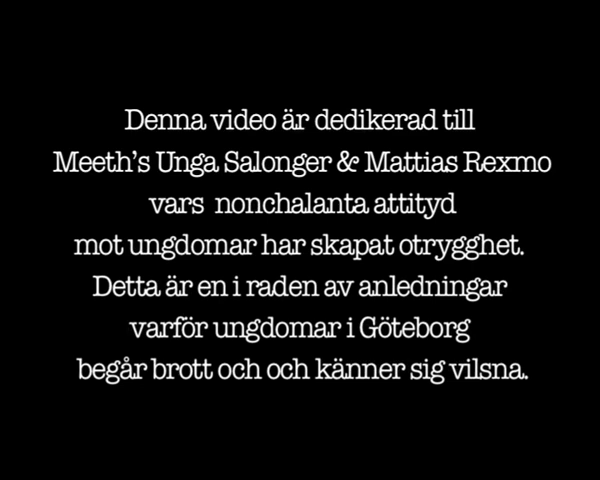 Denna video är dedikerad till
Meeth's Unga Salonger & Mattias Rexmo
vars nonchalanta attityd
mot ungdomar har skapat otrygghet.
Detta är en i raden av anledningar
varför ungdomar i Göteborg
begår brott och och känner sig vilsna.